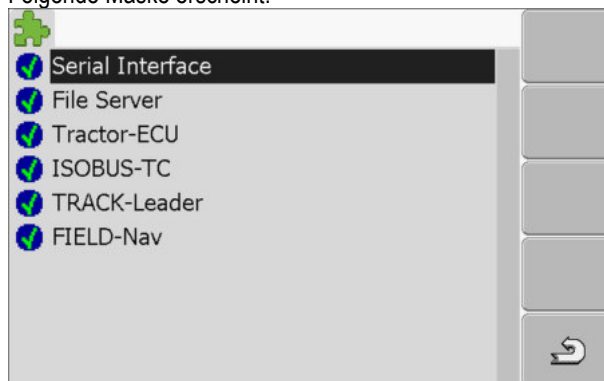 Folgende Maske erscheint:
Serial Interface
File Server
Tractor-ECU
ISOBUS-TC
TRACK-Leader
FIELD-Nav